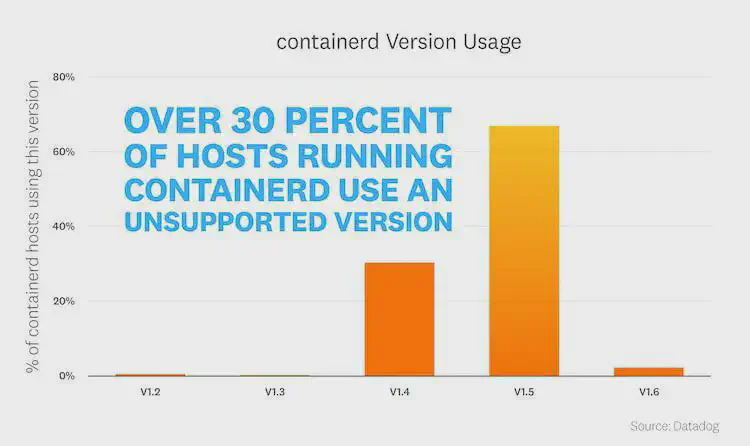 containerd Version Usage
% of containerd hosts using this version
80%
60%
40%
20%
0%
OVER 30 PERCENT
OF HOSTS RUNNING
CONTAINERD USE AN
UNSUPPORTED VERSION
V1.2
V1.3
V1.4
V1.5
V1.6
Source: Datadog